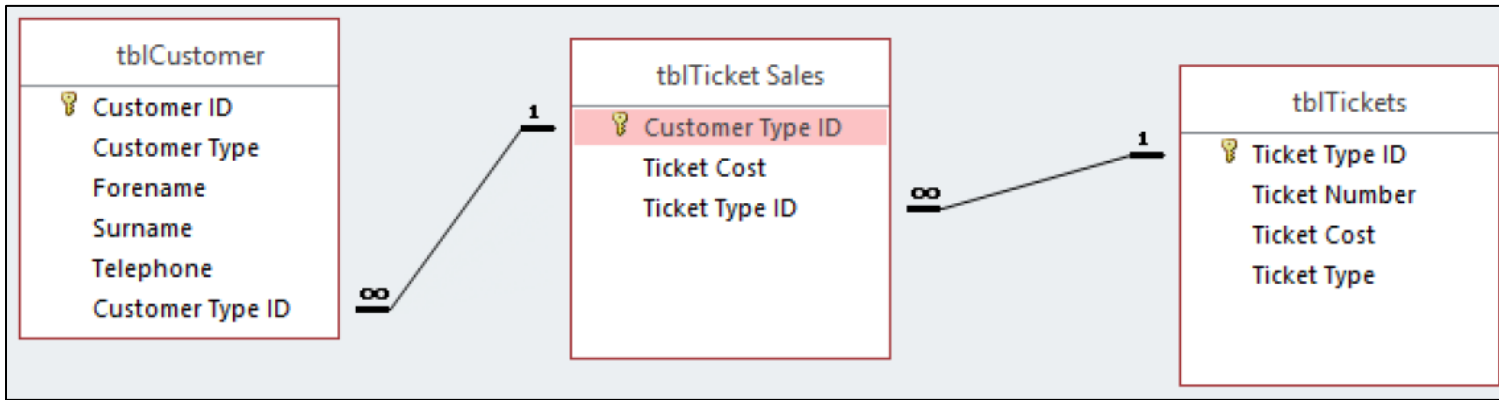 tblCustomer
Customer ID
Customer Type
Forename
Surname
Telephone
Customer Type ID
∞
1
tblTicket Sales
Customer Type ID
Ticket Cost
Ticket Type ID
∞
1
tblTickets
Ticket Type ID
Ticket Number
Ticket Cost
Ticket Type